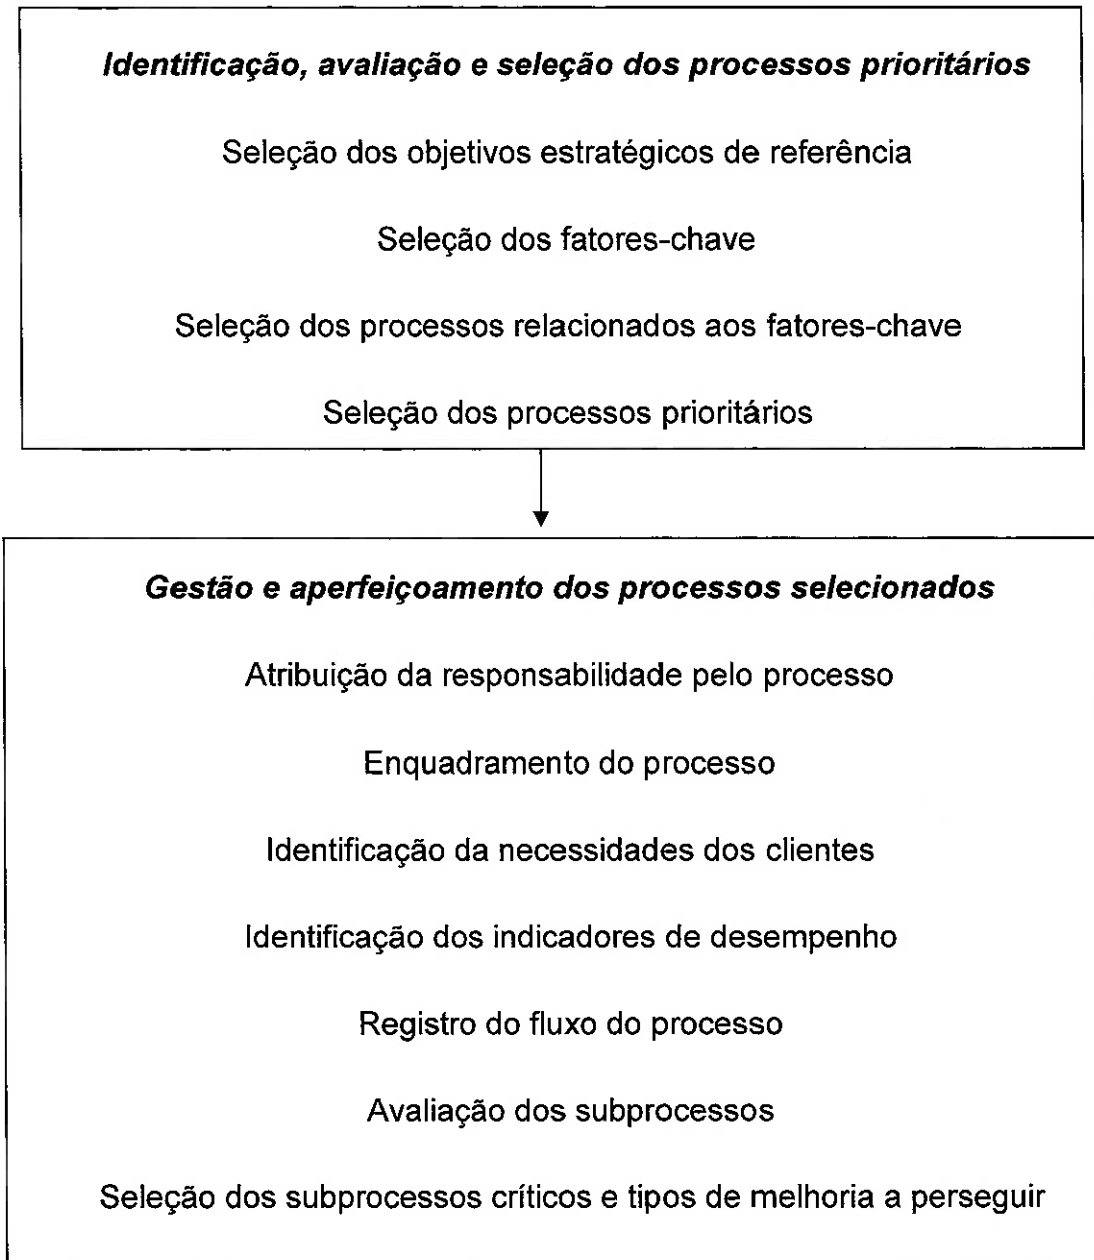 Identificação, avaliação e seleção dos processos prioritários
Seleção dos objetivos estratégicos de referência
Seleção dos fatores-chave
Seleção dos processos relacionados aos fatores-chave
Seleção dos processos prioritários
Gestão e aperfeiçoamento dos processos selecionados
Atribuição da responsabilidade pelo processo
Enquadramento do processo
Identificação da necessidades dos clientes
Identificação dos indicadores de desempenho
Registro do fluxo do processo
Avaliação dos subprocessos
Seleção dos subprocessos críticos e tipos de melhoria a perseguir